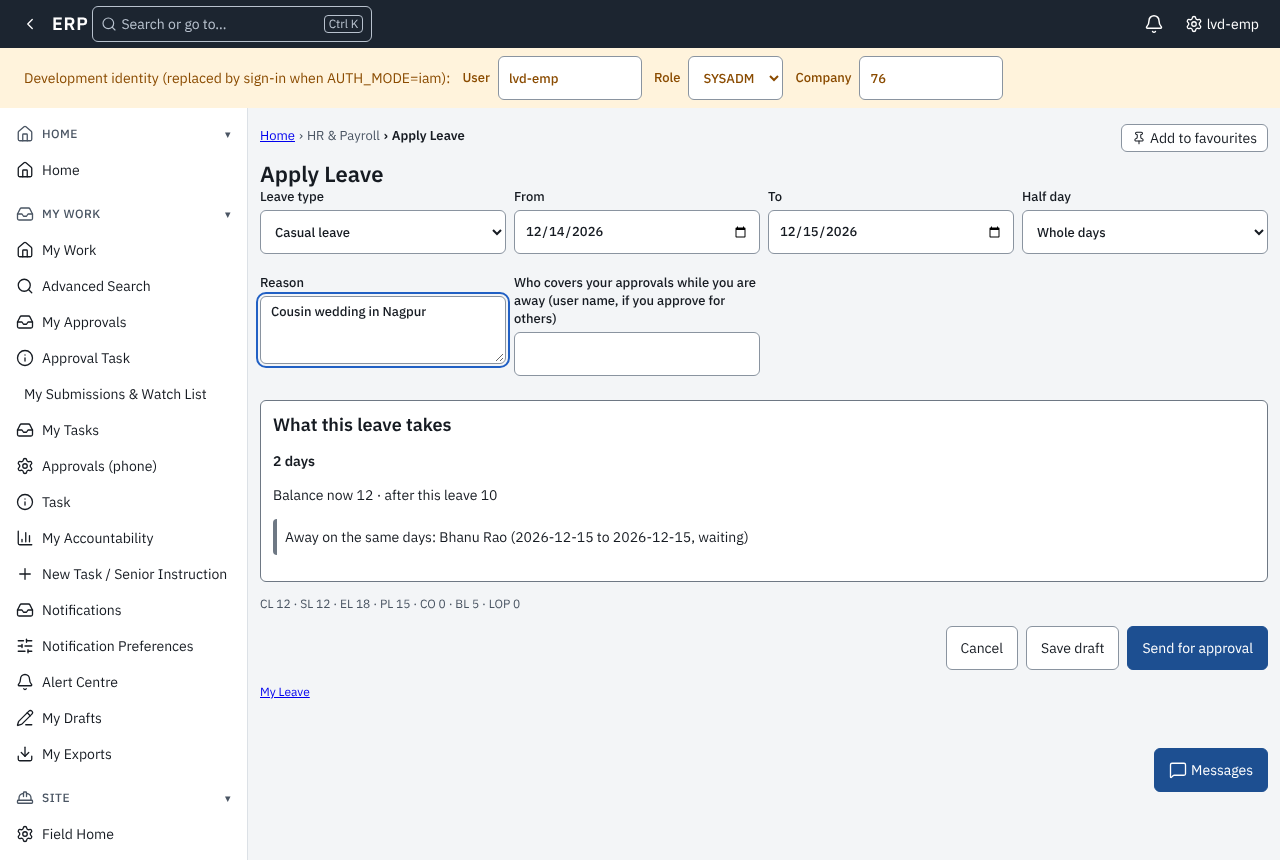 ERP
Search or go to...
Ctrl K
lvd-emp
Development identity (replaced by sign-in when AUTH_MODE=iam):
User
lvd-emp
Role
SYSADM
Company
76
HOME
Home
MY WORK
My Work
Advanced Search
My Approvals
Approval Task
My Submissions & Watch List
My Tasks
Approvals (phone)
Task
My Accountability
New Task / Senior Instruction
Notifications
Notification Preferences
Alert Centre
My Drafts
My Exports
SITE
Field Home
Home › HR & Payroll › Apply Leave
Add to favourites
Apply Leave
Leave type
Casual leave
From
12/14/2026
To
12/15/2026
Half day
Whole days
Reason
Cousin wedding in Nagpur
Who covers your approvals while you are
away (user name, if you approve for
others)
What this leave takes
2 days
Balance now 12 · after this leave 10
Away on the same days: Bhanu Rao (2026-12-15 to 2026-12-15, waiting)
CL 12 · SL 12 · EL 18 · PL 15 · CO 0 · BL 5 · LOP 0
Cancel
Save draft
Send for approval
My Leave
Messages